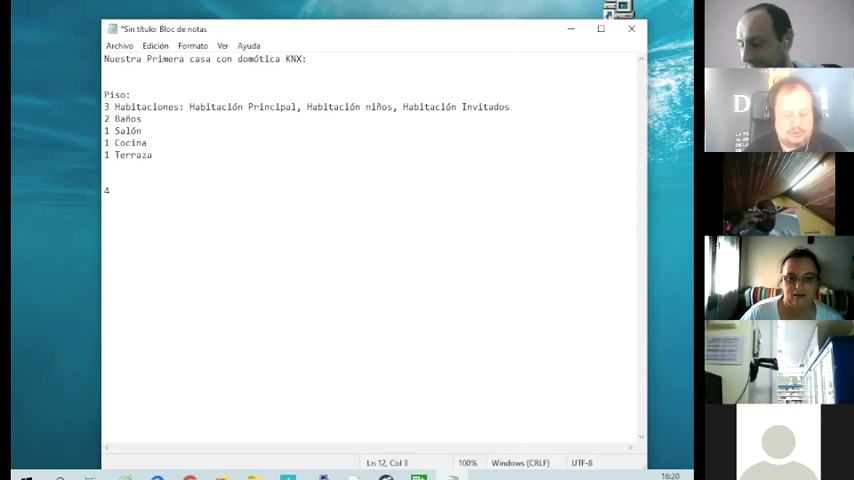 *Sin título: Bloc de notas
Archivo Edición Formato Ver Ayuda
Nuestra Primera casa con domótica KNX:
Piso:
3 Habitaciones: Habitación Principal, Habitación niños, Habitación Invitados
2 Baños
1 Salón
1 Cocina
1 Terraza
4
Ln 12, Col 3 100% Windows (CRLF) UTF-8
16:20